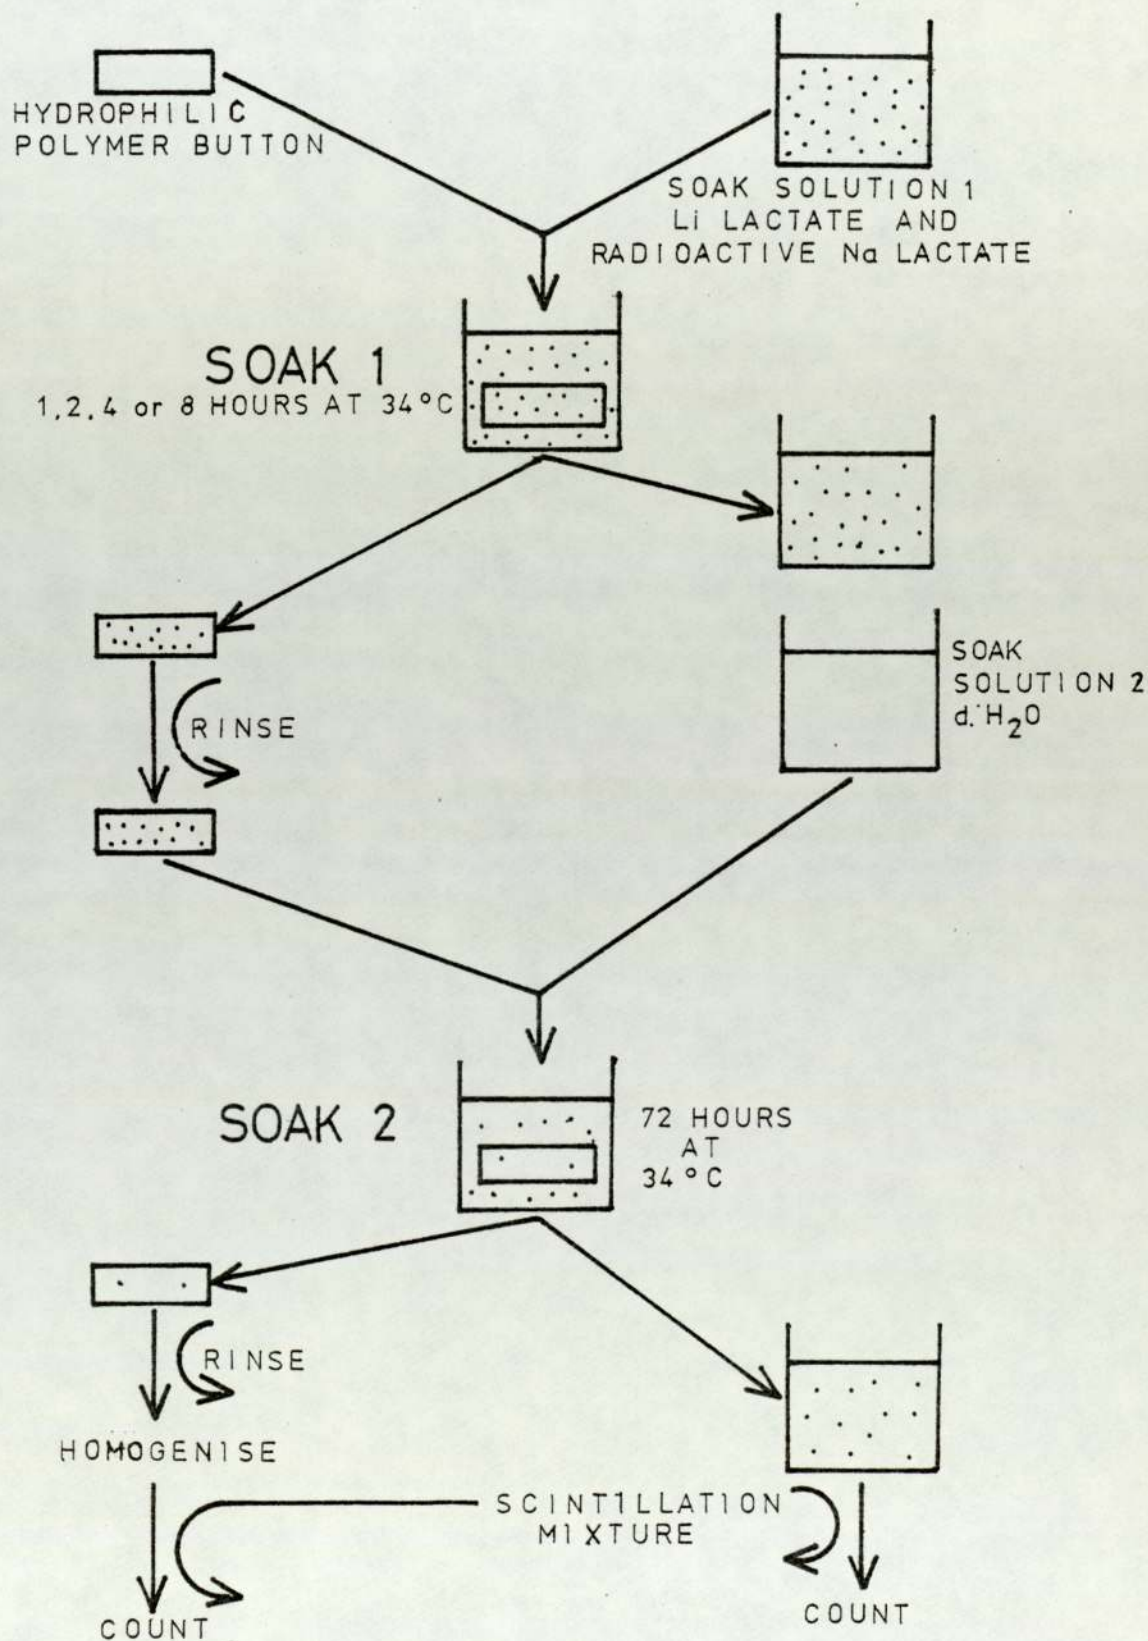 HYDROPHILIC
POLYMER BUTTON
SOAK SOLUTION 1
Li LACTATE AND
RADIOACTIVE Na LACTATE
SOAK 1
1,2,4 or 8 HOURS AT 34°C
SOAK
SOLUTION 2
d.H₂O
RINSE
SOAK 2
72 HOURS
AT
34°C
RINSE
HOMOGENISE
SCINTILLATION
MIXTURE
COUNT
COUNT